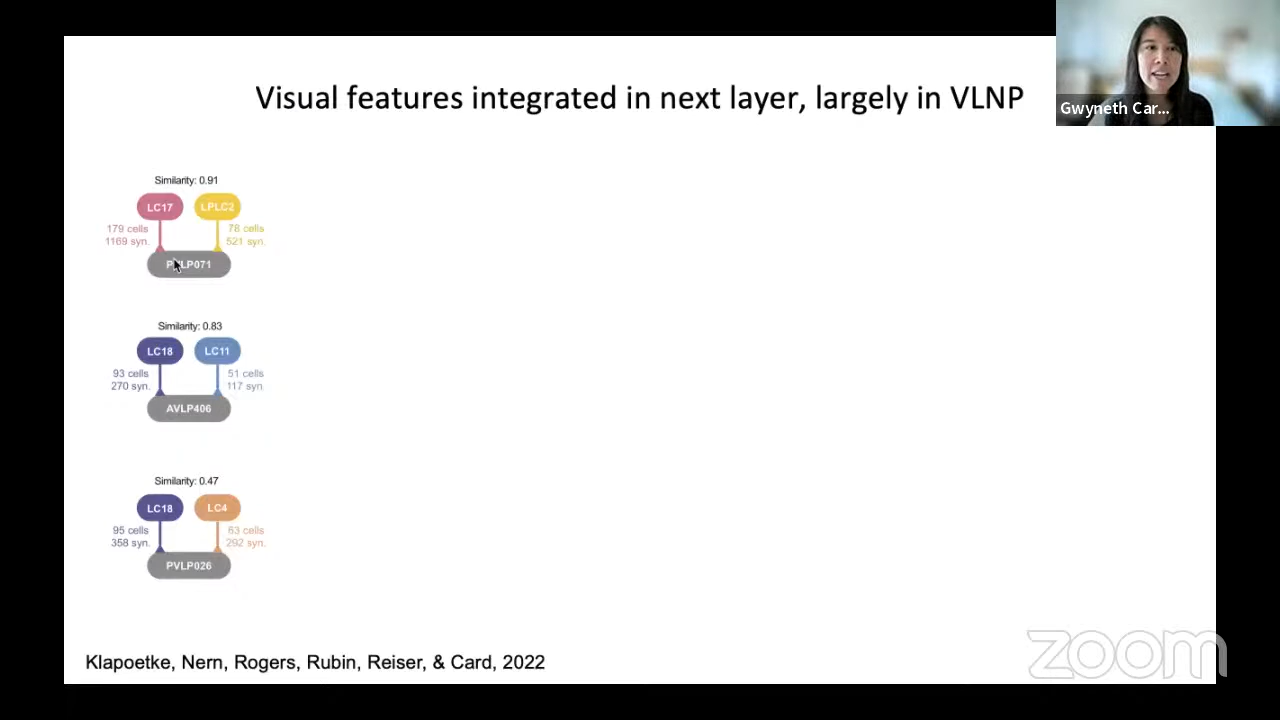 Visual features integrated in next layer, largely in VLNP
Gwyneth Car...
Similarity: 0.91
LC17 LPLC2
179 cells 78 cells
1169 syn. 521 syn.
PVLP071
Similarity: 0.83
LC18 LC11
93 cells 51 cells
270 syn. 117 syn.
AVLP406
Similarity: 0.47
LC18 LC4
95 cells 63 cells
358 syn. 292 syn.
PVLP026
Klapoetke, Nern, Rogers, Rubin, Reiser, & Card, 2022
zoom